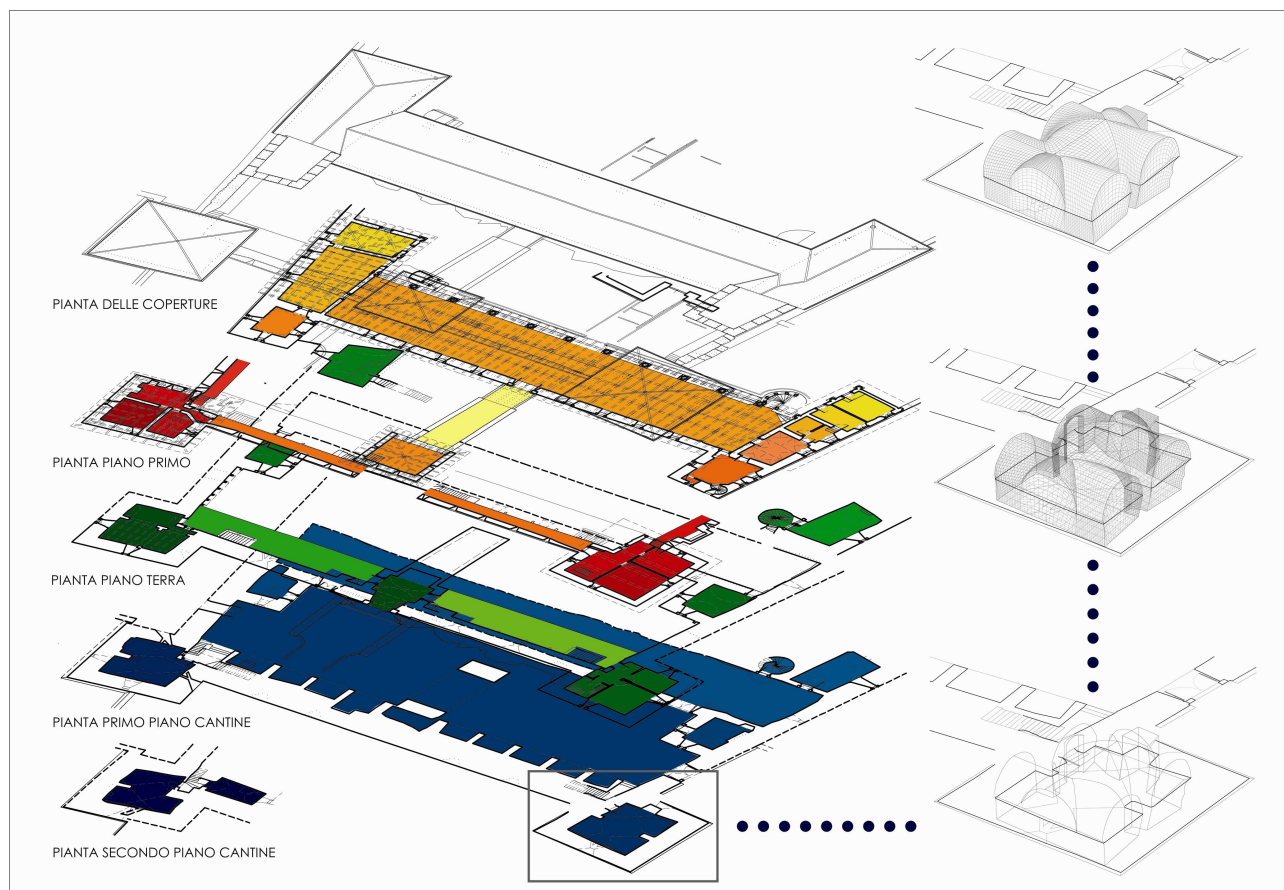 PIANTA DELLE COPERTURE
PIANTA PIANO PRIMO
PIANTA PIANO TERRA
PIANTA PRIMO PIANO CANTINE
PIANTA SECONDO PIANO CANTINE